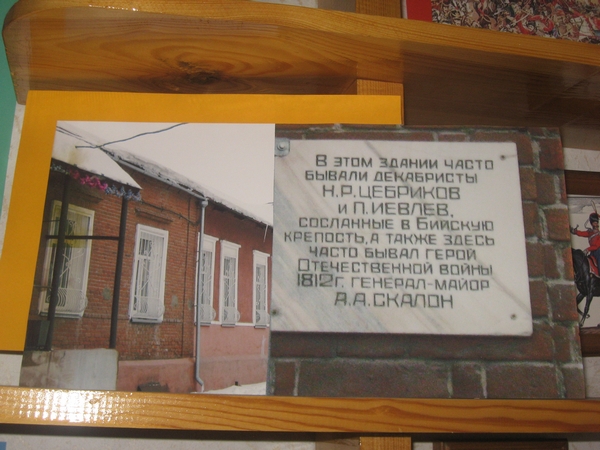 В ЭТОМ ЗДАНИИ ЧАСТО
БЫВАЛИ ДЕКАБРИСТЫ
Н.Р.ЦЕБРИКОВ
И П.ИЕВЛЕВ,
СОСЛАННЫЕ В БИЙСКУЮ
КРЕПОСТЬ, А ТАКЖЕ ЗДЕСЬ
ЧАСТО БЫВАЛ ГЕРОЙ
ОТЕЧЕСТВЕННОЙ ВОЙНЫ
1812г. ГЕНЕРАЛ-МАЙОР
А.А.СКАЛОН